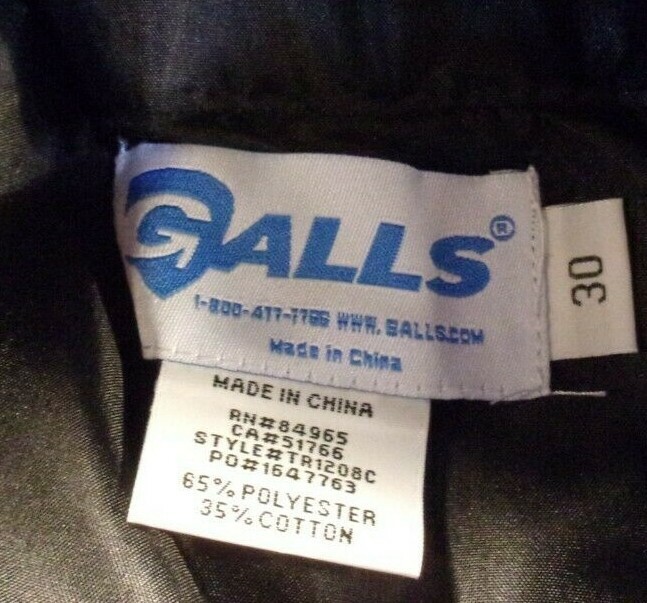 GALLS®
1-800-477-7766 WWW.GALLS.COM
Made in China
30
MADE IN CHINA
RN#84965
CA#51766
STYLE#TR1208C
PO#1647763
65% POLYESTER
35% COTTON